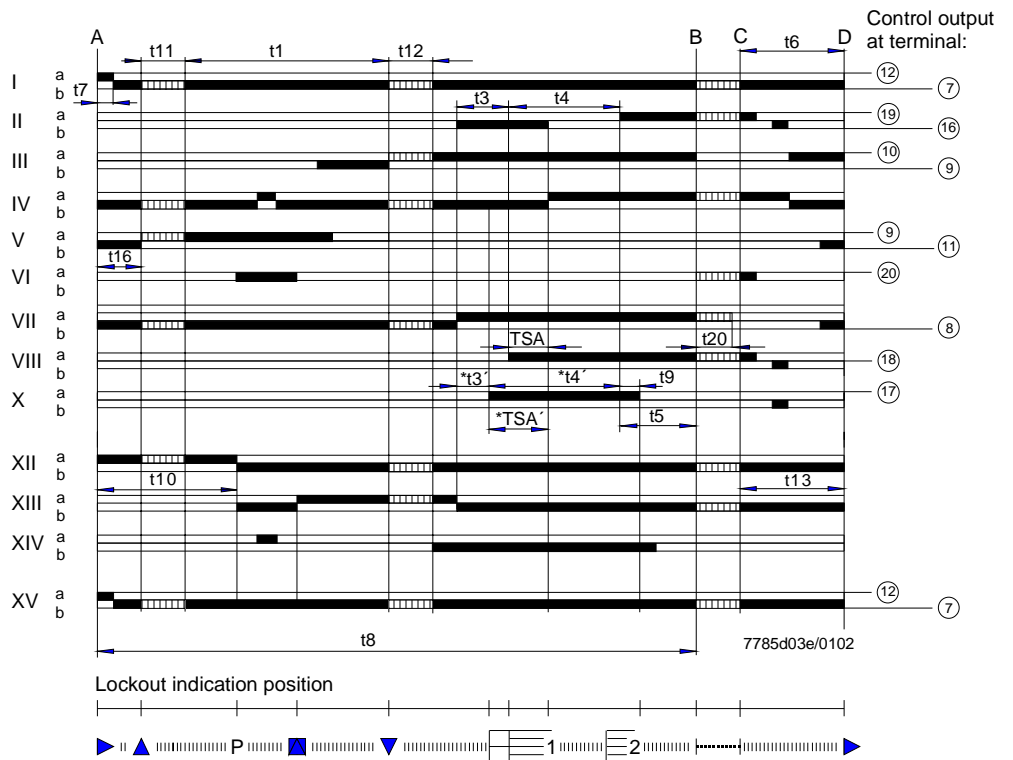 Control output
at terminal:
A B C D
t11 t1 t12 t6
I a b 12 7
t7
t3 t4
II a b 19 16
III a b 10 9
IV a b
V a b 9 11
t16
VI a b 20
VII a b 8
TSA t20
VIII a b 18
*t3´ *t4´ t9
X a b 17
*TSA´ t5
XII a b
t10 t13
XIII a b
XIV a b
XV a b 12 7
t8
7785d03e/0102
Lockout indication position
P 1 2